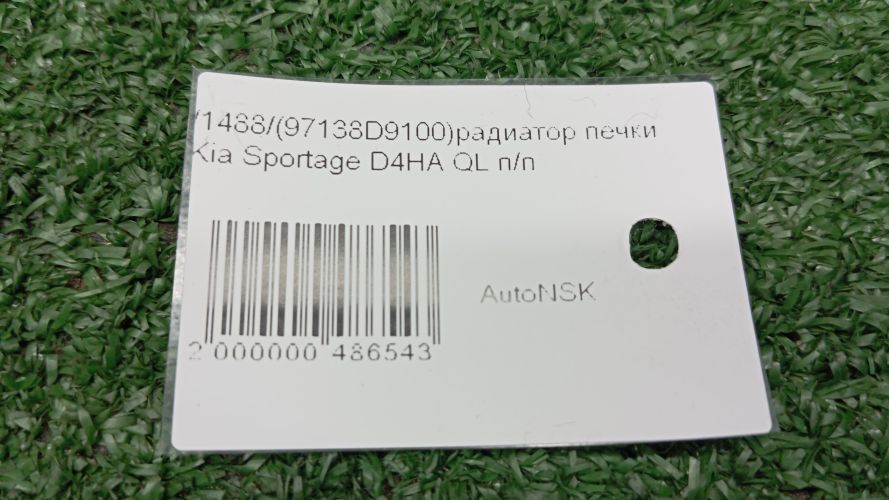 /1488/(97138D9100)радиатор печки
Kia Sportage D4HA QL п/п
AutoNSK
2 000000 486543